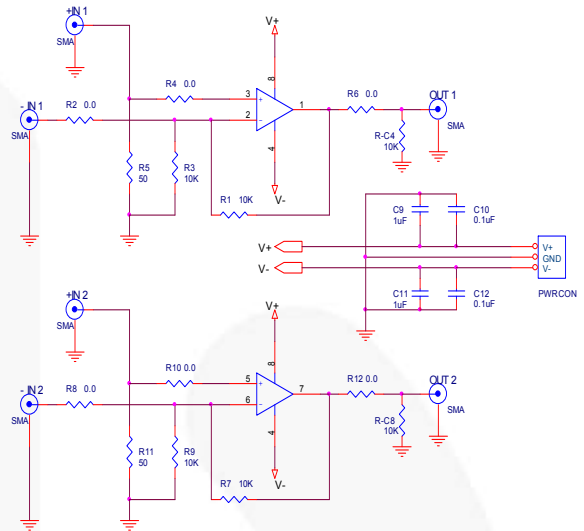 +IN 1
SMA
V+
R4 0.0
R6 0.0
OUT 1
8
3
+
1
- IN 1
R2 0.0
2
-
SMA
SMA
4
R-C4
10K
R5
50
R3
10K
R1 10K
V-
C9
1uF
C10
0.1uF
V+
V+
GND
V-
V-
C11
1uF
C12
0.1uF
PWRCON
+IN 2
SMA
V+
R10 0.0
R12 0.0
OUT 2
8
5
+
7
- IN 2
R8 0.0
6
-
SMA
SMA
4
R-C8
10K
R11
50
R9
10K
R7 10K
V-